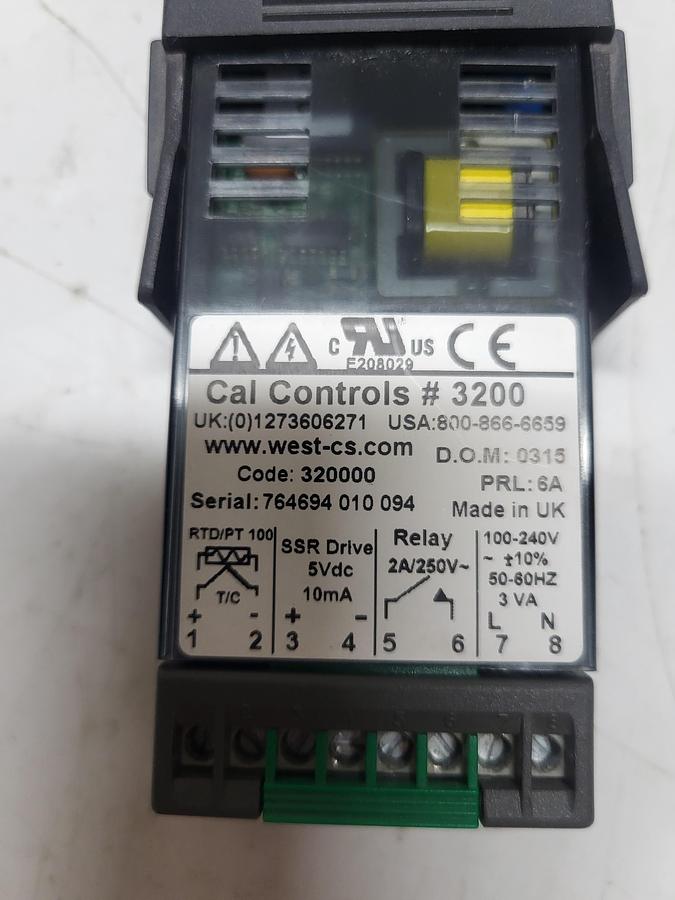 C RU US CE
E208029
Cal Controls # 3200
UK:(0)1273606271 USA:800-866-6659
www.west-cs.com D.O.M: 0315
Code: 320000 PRL: 6A
Serial: 764694 010 094 Made in UK
RTD/PT 100
T/C
+ -
1 2
SSR Drive
5Vdc
10mA
+ -
3 4
Relay
2A/250V~
5 6
100-240V
~ ±10%
50-60HZ
3 VA
L N
7 8